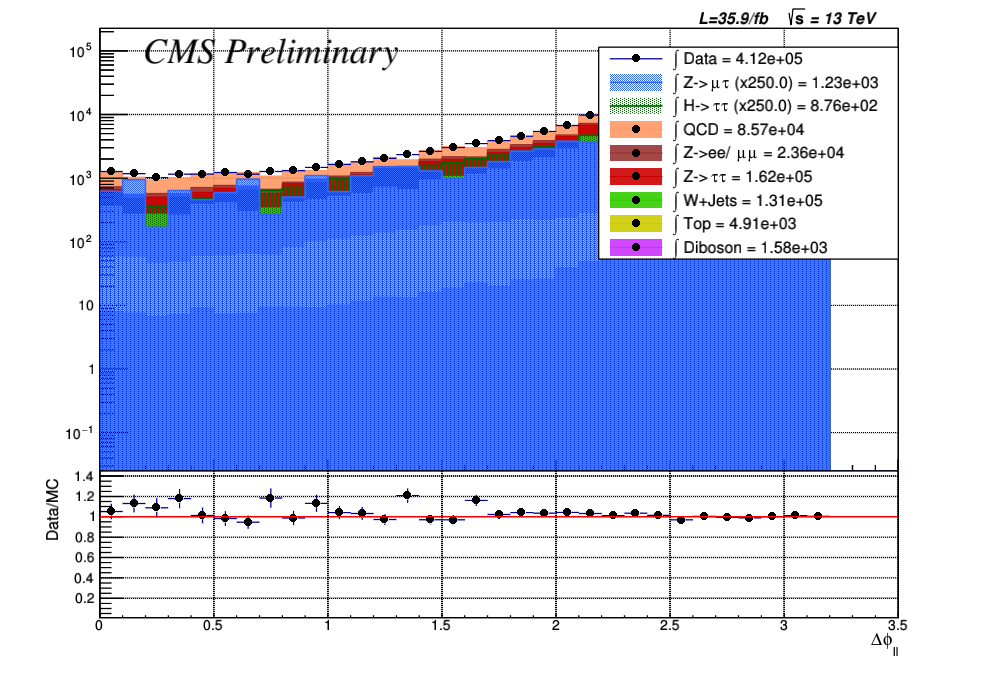 L=35.9/fb √s = 13 TeV
CMS Preliminary
10⁵
10⁴
10³
10²
10
1
10⁻¹
∫ Data = 4.12e+05
∫ Z-> μτ (x250.0) = 1.23e+03
∫ H-> ττ (x250.0) = 8.76e+02
∫ QCD = 8.57e+04
∫ Z->ee/ μμ = 2.36e+04
∫ Z-> ττ = 1.62e+05
∫ W+Jets = 1.31e+05
∫ Top = 4.91e+03
∫ Diboson = 1.58e+03
Data/MC
1.4
1.2
1
0.8
0.6
0.4
0.2
0 0.5 1 1.5 2 2.5 3 3.5
Δϕ_ll